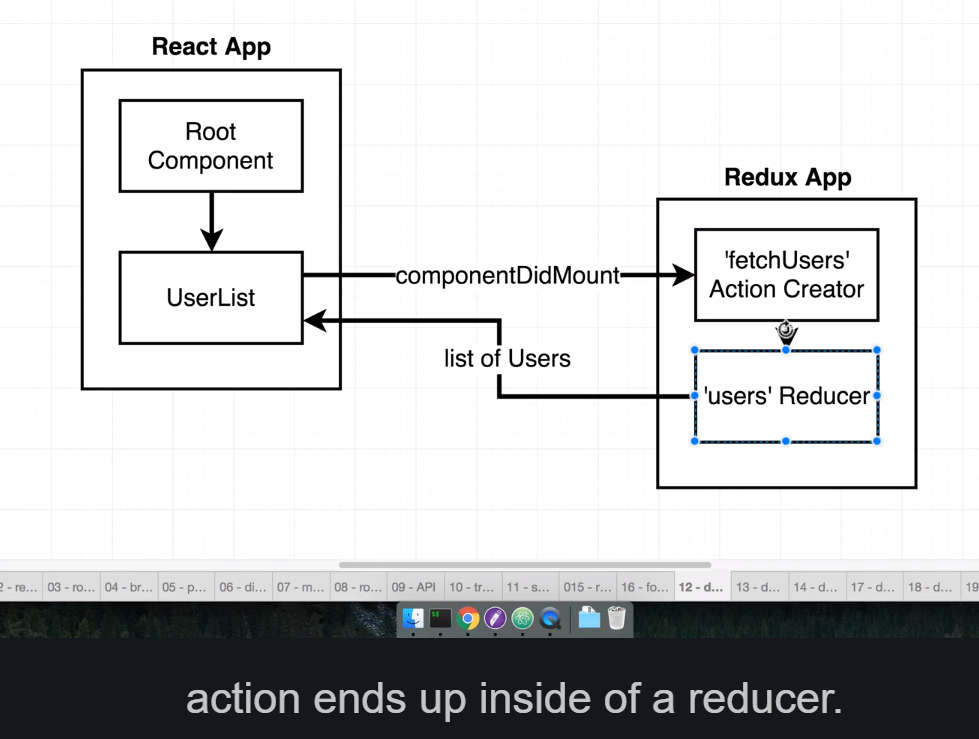 React App
Root
Component
UserList
componentDidMount
list of Users
Redux App
'fetchUsers'
Action Creator
'users' Reducer
2 - re... 03 - ro... 04 - br... 05 - p... 06 - di... 07 - m... 08 - ro... 09 - API 10 - tr... 11 - s... 015 - r... 16 - fo... 12 - d... 13 - d... 14 - d... 17 - d... 18 - d... 19
action ends up inside of a reducer.